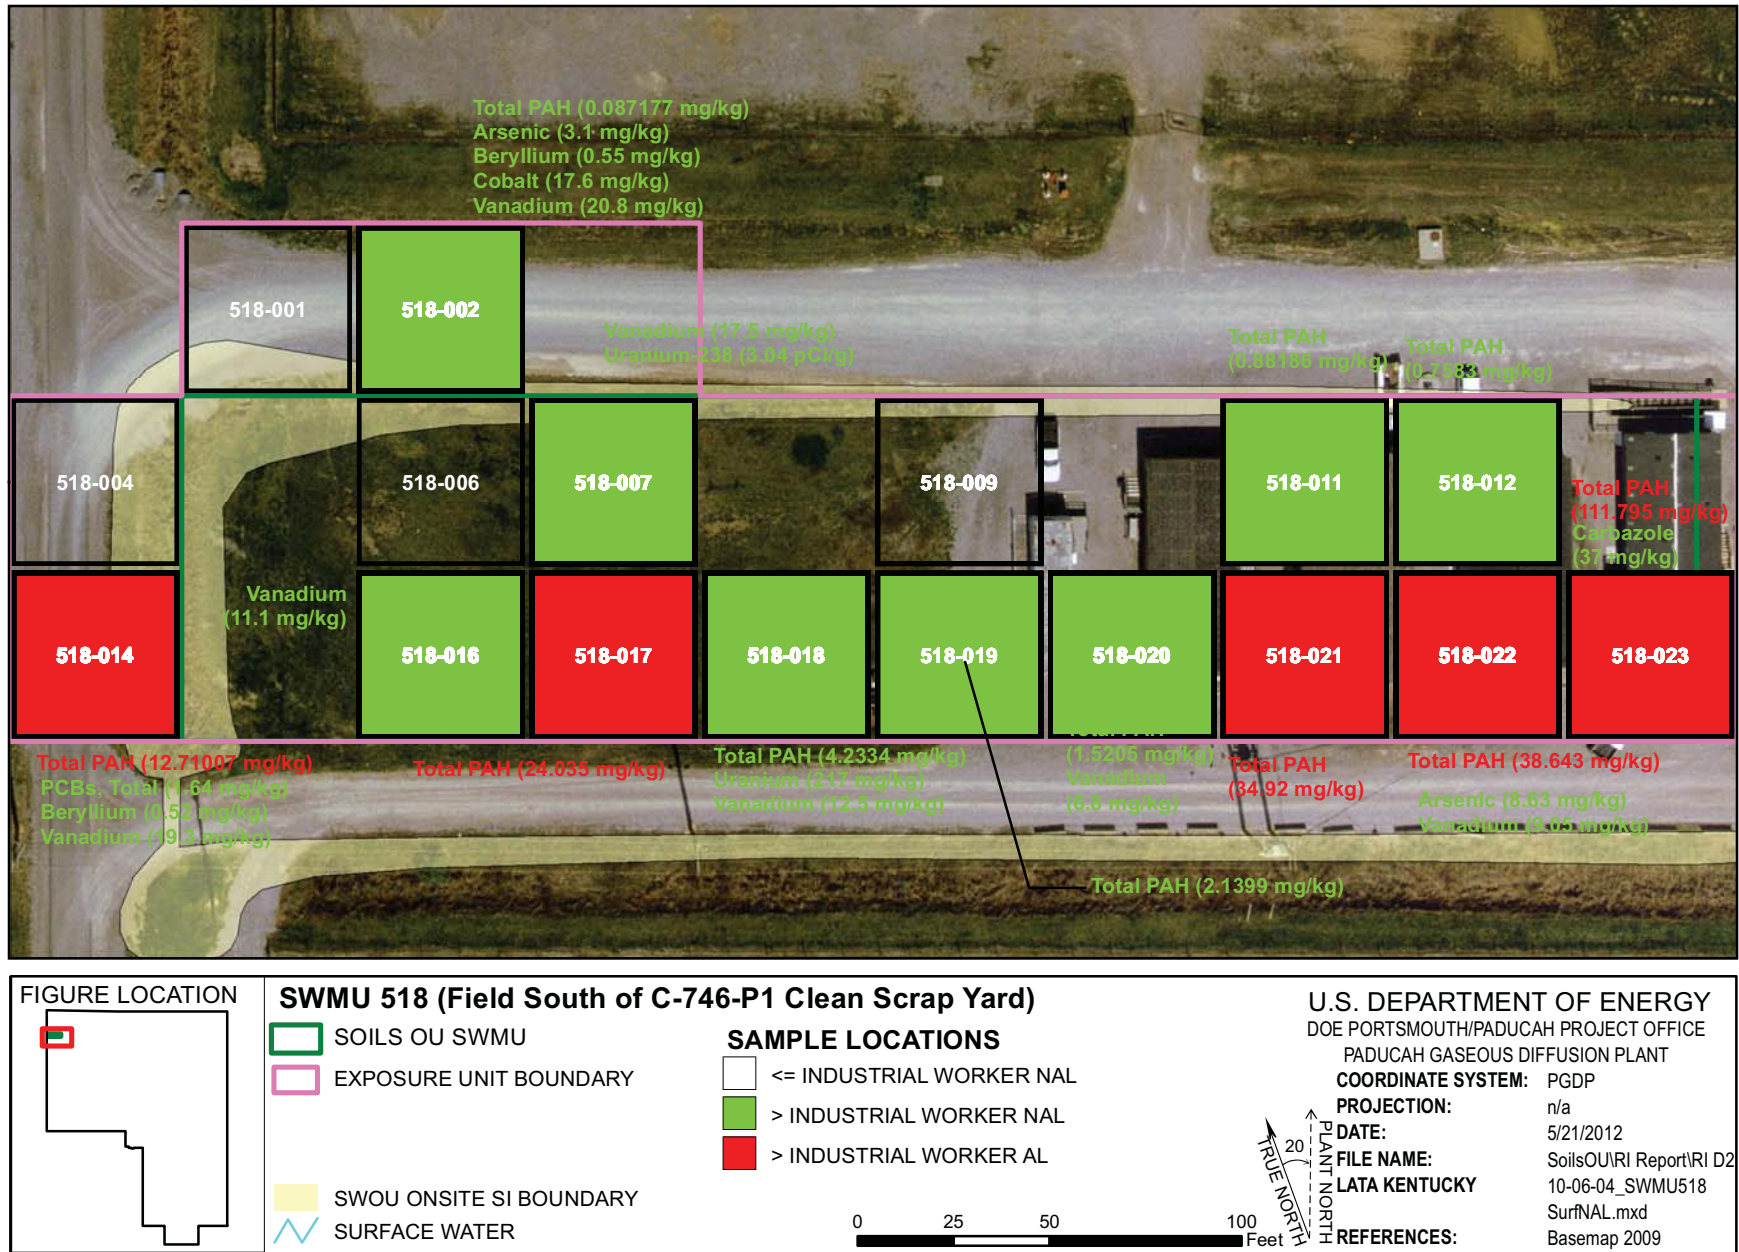 Total PAH (0.087177 mg/kg)
Arsenic (3.1 mg/kg)
Beryllium (0.55 mg/kg)
Cobalt (17.6 mg/kg)
Vanadium (20.8 mg/kg)
518-001
518-002
Vanadium (17.5 mg/kg)
Uranium-238 (3.04 pCi/g)
Total PAH
(0.88186 mg/kg)
Total PAH
(0.7583 mg/kg)
518-004
518-006
518-007
518-009
518-011
518-012
Total PAH
(111.795 mg/kg)
Carbazole
(37 mg/kg)
Vanadium
(11.1 mg/kg)
518-014
518-016
518-017
518-018
518-019
518-020
518-021
518-022
518-023
Total PAH (12.71007 mg/kg)
PCBs, Total (1.64 mg/kg)
Beryllium (0.52 mg/kg)
Vanadium (19.3 mg/kg)
Total PAH (24.035 mg/kg)
Total PAH (4.2334 mg/kg)
Uranium (217 mg/kg)
Vanadium (12.5 mg/kg)
Total PAH
(1.5205 mg/kg)
Vanadium
(6.8 mg/kg)
Total PAH
(34.92 mg/kg)
Total PAH (38.643 mg/kg)
Arsenic (8.63 mg/kg)
Vanadium (9.05 mg/kg)
Total PAH (2.1399 mg/kg)
FIGURE LOCATION
SWMU 518 (Field South of C-746-P1 Clean Scrap Yard)
SOILS OU SWMU
EXPOSURE UNIT BOUNDARY
SWOU ONSITE SI BOUNDARY
SURFACE WATER
SAMPLE LOCATIONS
<= INDUSTRIAL WORKER NAL
> INDUSTRIAL WORKER NAL
> INDUSTRIAL WORKER AL
0 25 50 100
Feet
TRUE NORTH
20
PLANT NORTH
U.S. DEPARTMENT OF ENERGY
DOE PORTSMOUTH/PADUCAH PROJECT OFFICE
PADUCAH GASEOUS DIFFUSION PLANT
COORDINATE SYSTEM: PGDP
PROJECTION: n/a
DATE: 5/21/2012
FILE NAME: SoilsOU\RI Report\RI D2
LATA KENTUCKY 10-06-04_SWMU518
SurfNAL.mxd
REFERENCES: Basemap 2009